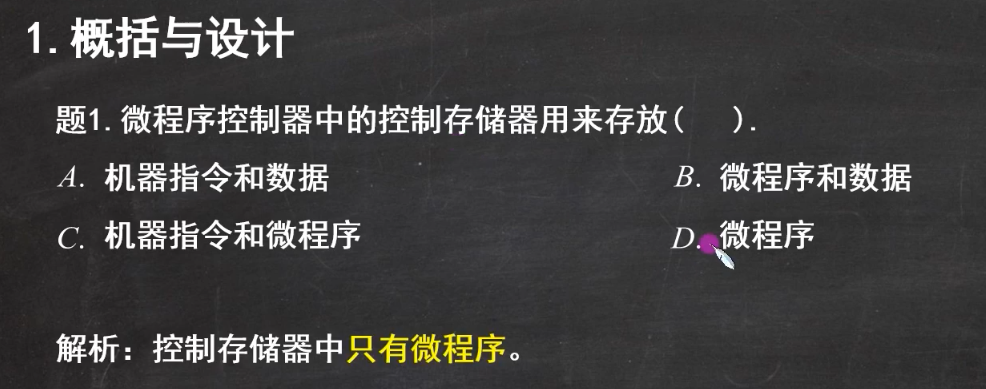 1. 概括与设计
题1. 微程序控制器中的控制存储器用来存放(   ).
A. 机器指令和数据 B. 微程序和数据
C. 机器指令和微程序 D. 微程序
解析：控制存储器中只有微程序。